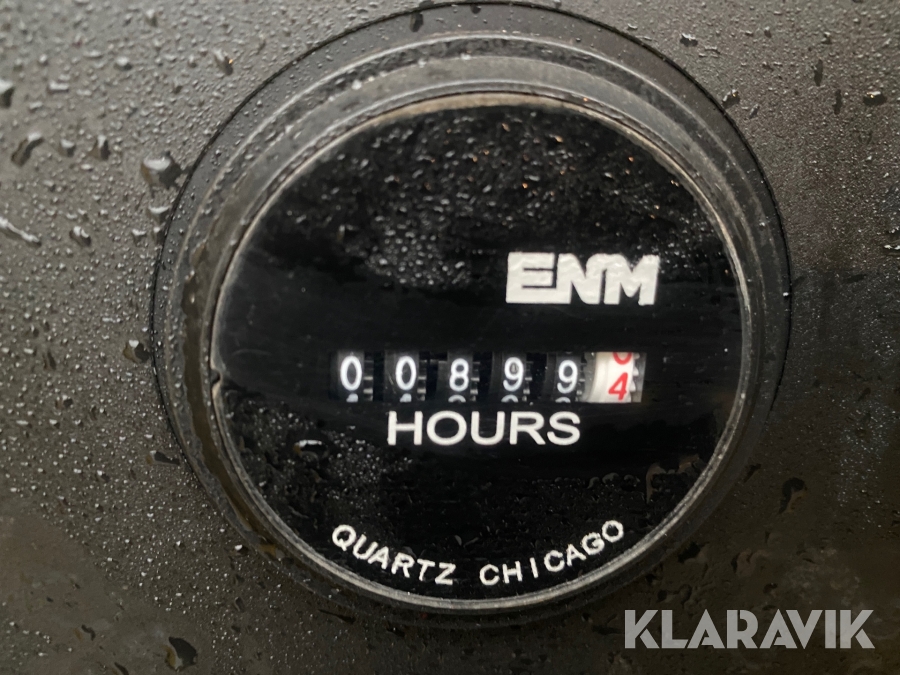 ENM
008994
HOURS
QUARTZ CHICAGO
KLARAVIK